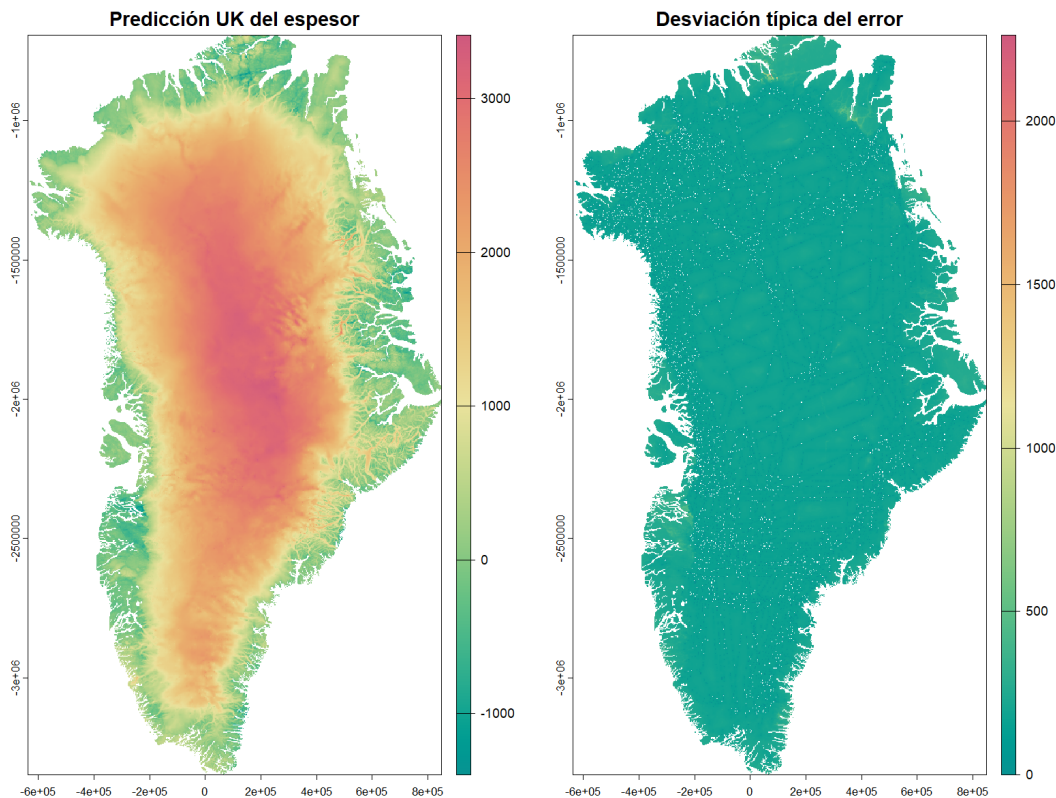 Predicción UK del espesor
Desviación típica del error
3000
2000
1000
0
-1000
2000
1500
1000
500
0
-1e+06
-1500000
-2e+06
-2500000
-3e+06
-1e+06
-1500000
-2e+06
-2500000
-3e+06
-6e+05 -4e+05 -2e+05 0 2e+05 4e+05 6e+05 8e+05
-6e+05 -4e+05 -2e+05 0 2e+05 4e+05 6e+05 8e+05